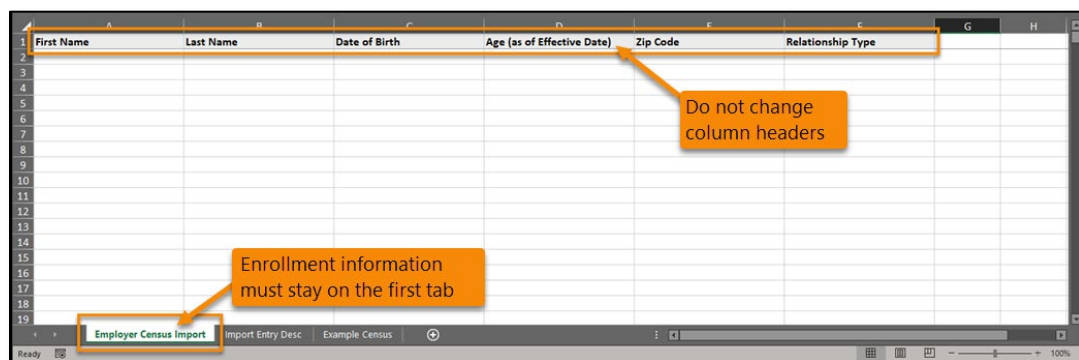 A B C D E F G H
1 First Name Last Name Date of Birth Age (as of Effective Date) Zip Code Relationship Type
2
3
4
5
6
7
8
9
10
11
12
13
14
15
16
17
18
19
Do not change
column headers
Enrollment information
must stay on the first tab
Employer Census Import Import Entry Desc Example Census
Ready 100%